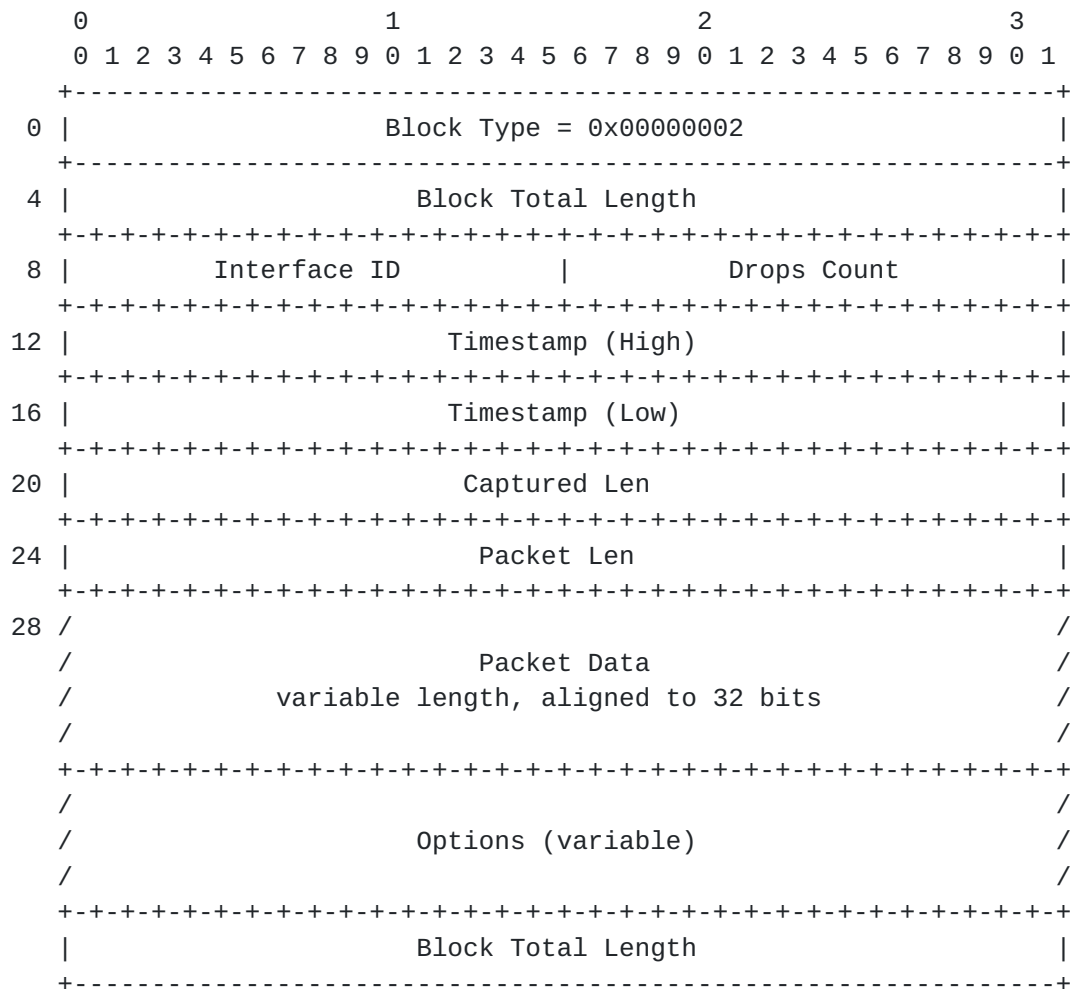 0                   1                   2                   3
     0 1 2 3 4 5 6 7 8 9 0 1 2 3 4 5 6 7 8 9 0 1 2 3 4 5 6 7 8 9 0 1
    +---------------------------------------------------------------+
  0 |                    Block Type = 0x00000002                    |
    +---------------------------------------------------------------+
  4 |                      Block Total Length                       |
    +-+-+-+-+-+-+-+-+-+-+-+-+-+-+-+-+-+-+-+-+-+-+-+-+-+-+-+-+-+-+-+-+
  8 |         Interface ID          |          Drops Count          |
    +-+-+-+-+-+-+-+-+-+-+-+-+-+-+-+-+-+-+-+-+-+-+-+-+-+-+-+-+-+-+-+-+
 12 |                        Timestamp (High)                       |
    +-+-+-+-+-+-+-+-+-+-+-+-+-+-+-+-+-+-+-+-+-+-+-+-+-+-+-+-+-+-+-+-+
 16 |                        Timestamp (Low)                        |
    +-+-+-+-+-+-+-+-+-+-+-+-+-+-+-+-+-+-+-+-+-+-+-+-+-+-+-+-+-+-+-+-+
 20 |                         Captured Len                          |
    +-+-+-+-+-+-+-+-+-+-+-+-+-+-+-+-+-+-+-+-+-+-+-+-+-+-+-+-+-+-+-+-+
 24 |                          Packet Len                           |
    +-+-+-+-+-+-+-+-+-+-+-+-+-+-+-+-+-+-+-+-+-+-+-+-+-+-+-+-+-+-+-+-+
 28 /                                                               /
    /                          Packet Data                          /
    /             variable length, aligned to 32 bits               /
    /                                                               /
    +-+-+-+-+-+-+-+-+-+-+-+-+-+-+-+-+-+-+-+-+-+-+-+-+-+-+-+-+-+-+-+-+
    /                                                               /
    /                      Options (variable)                       /
    /                                                               /
    +-+-+-+-+-+-+-+-+-+-+-+-+-+-+-+-+-+-+-+-+-+-+-+-+-+-+-+-+-+-+-+-+
    |                      Block Total Length                       |
    +---------------------------------------------------------------+